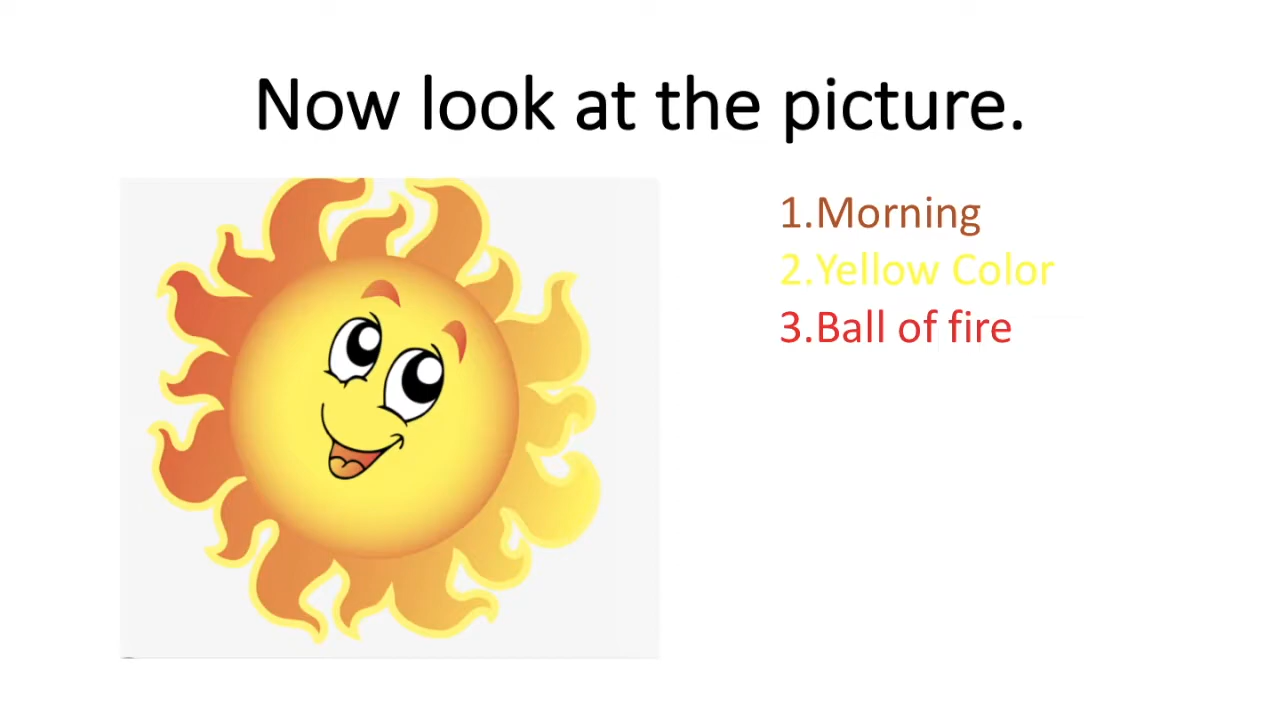 Now look at the picture.
1.Morning
2.Yellow Color
3.Ball of fire